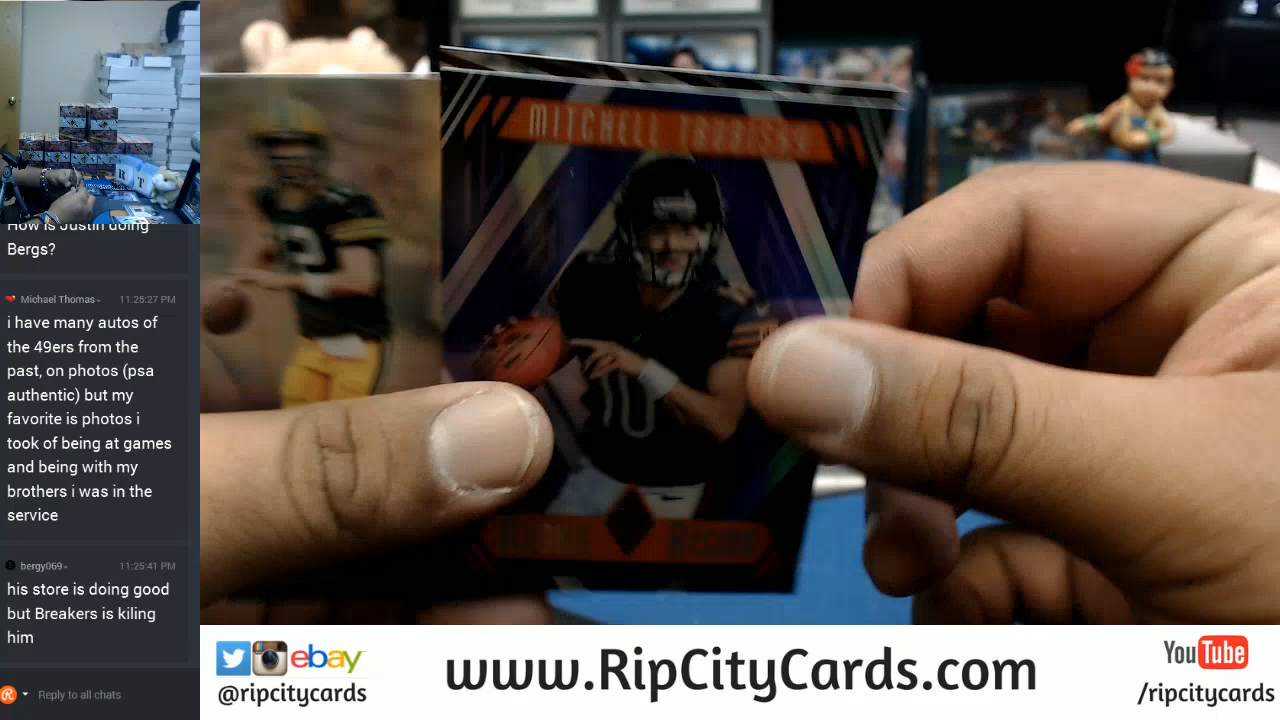 How is Justin doing
Bergs?
Michael Thomas
11:25:27 PM
i have many autos of
the 49ers from the
past, on photos (psa
authentic) but my
favorite is photos i
took of being at games
and being with my
brothers i was in the
service
bergy069
11:25:41 PM
his store is doing good
but Breakers is kiling
him
Reply to all chats
MITCHELL TRUBISKY
10
ebay
@ripcitycards
www.RipCityCards.com
YouTube
/ripcitycards